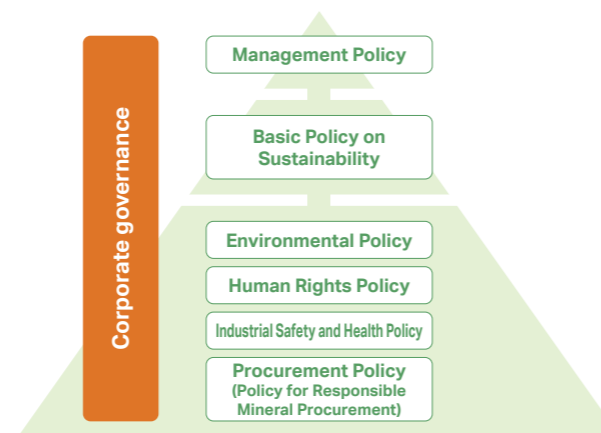 Corporate governance
Management Policy
Basic Policy on
Sustainability
Environmental Policy
Human Rights Policy
Industrial Safety and Health Policy
Procurement Policy
(Policy for Responsible
Mineral Procurement)